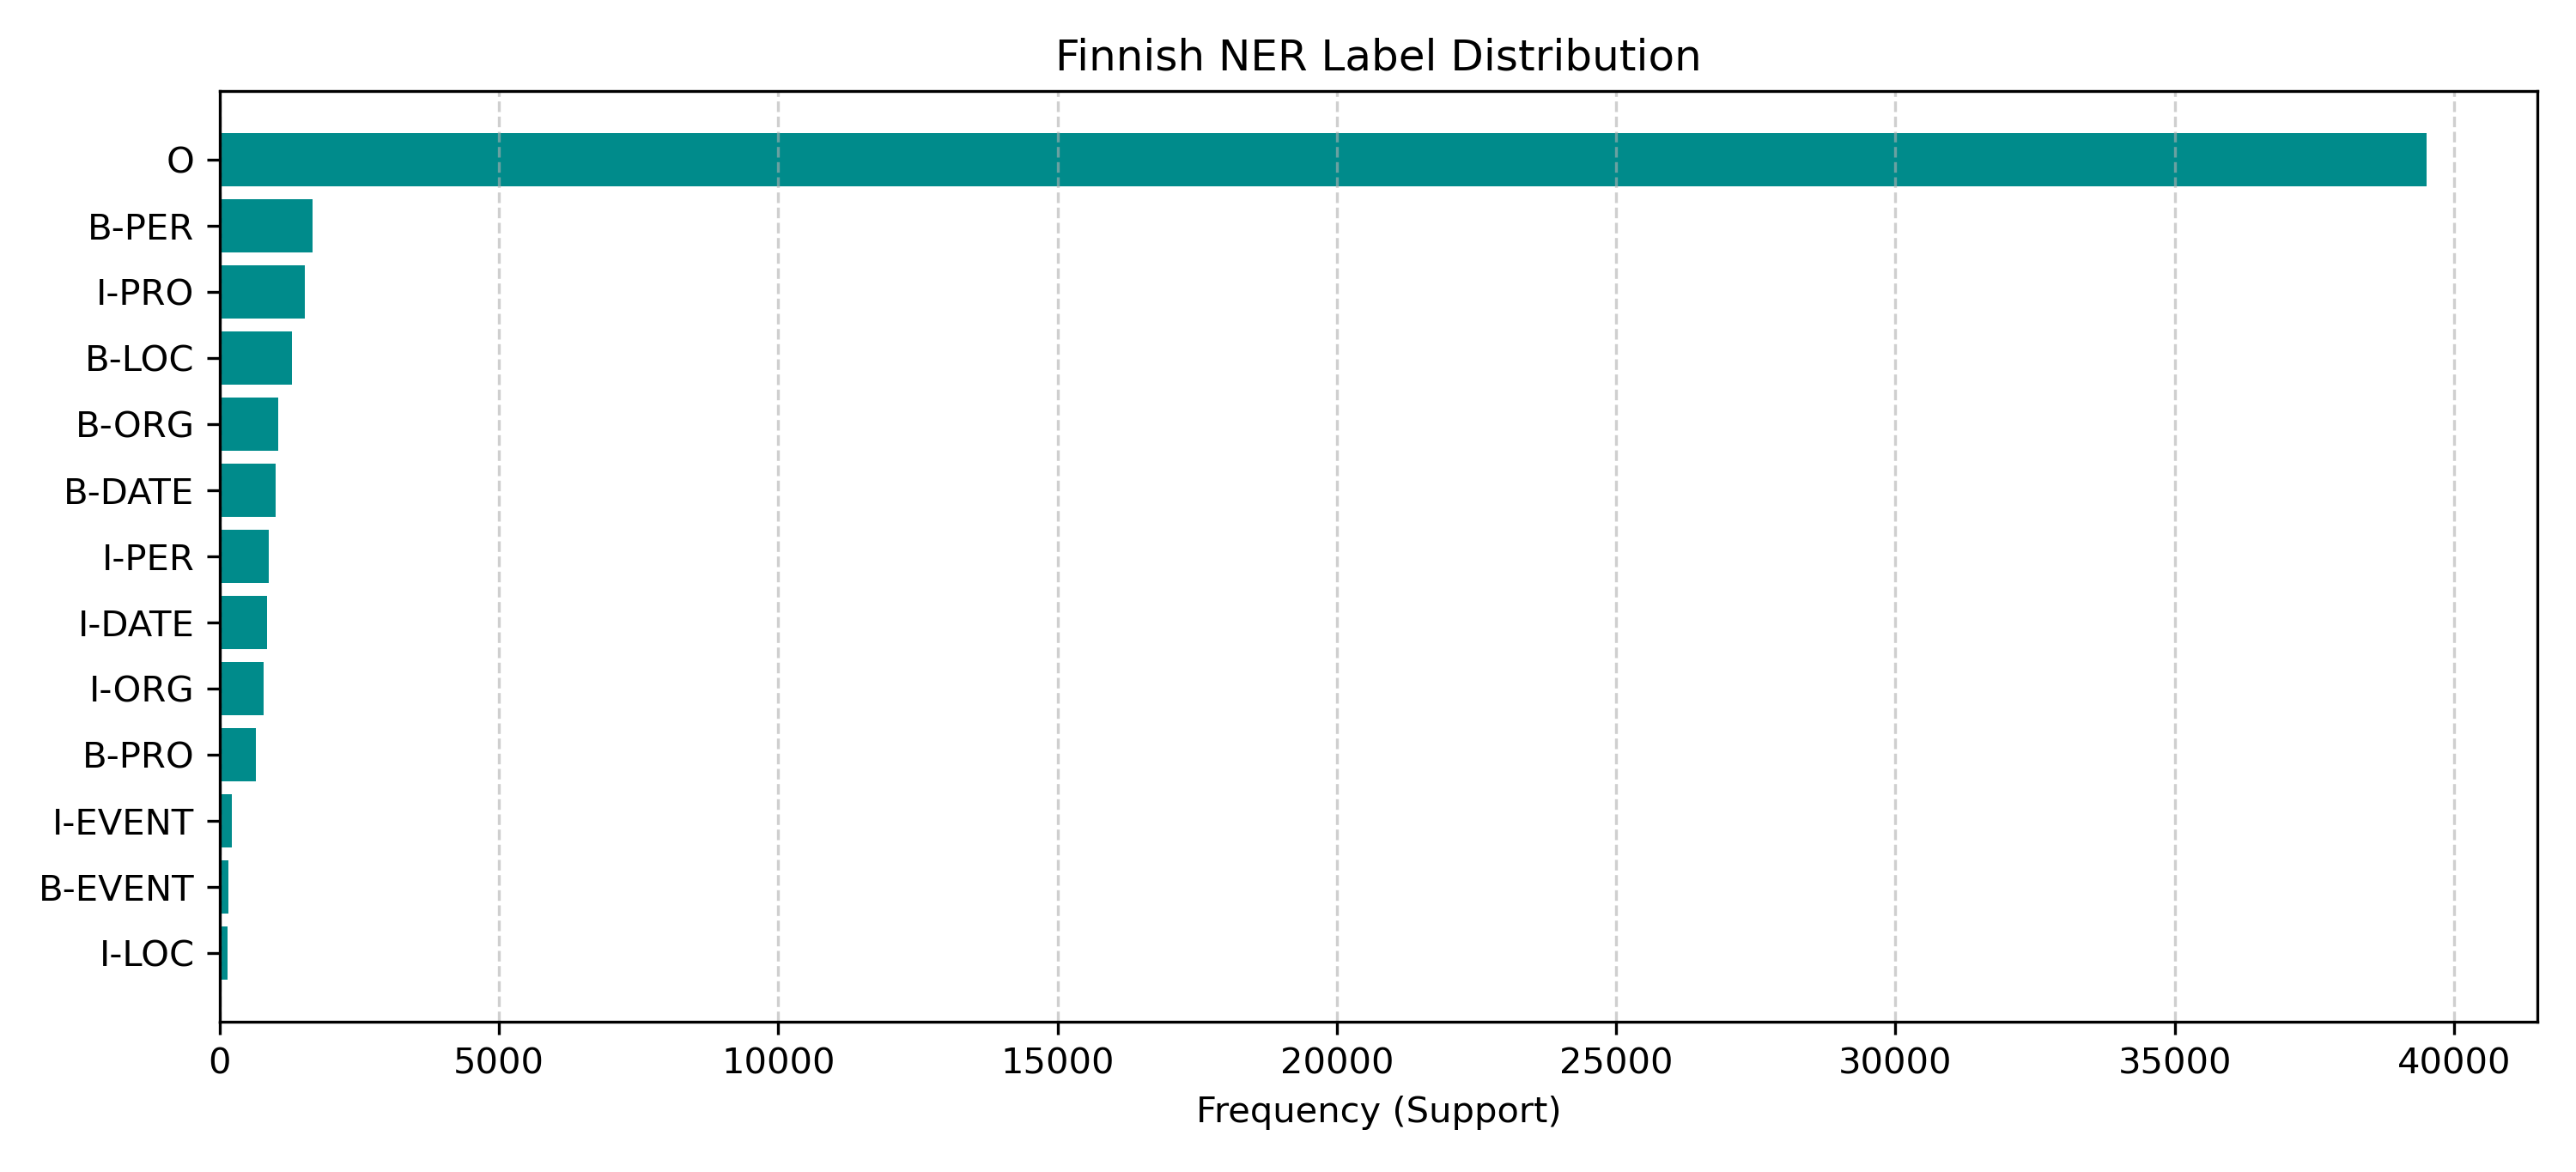 Finnish NER Label Distribution
O
B-PER
I-PRO
B-LOC
B-ORG
B-DATE
I-PER
I-DATE
I-ORG
B-PRO
I-EVENT
B-EVENT
I-LOC
0 5000 10000 15000 20000 25000 30000 35000 40000
Frequency (Support)